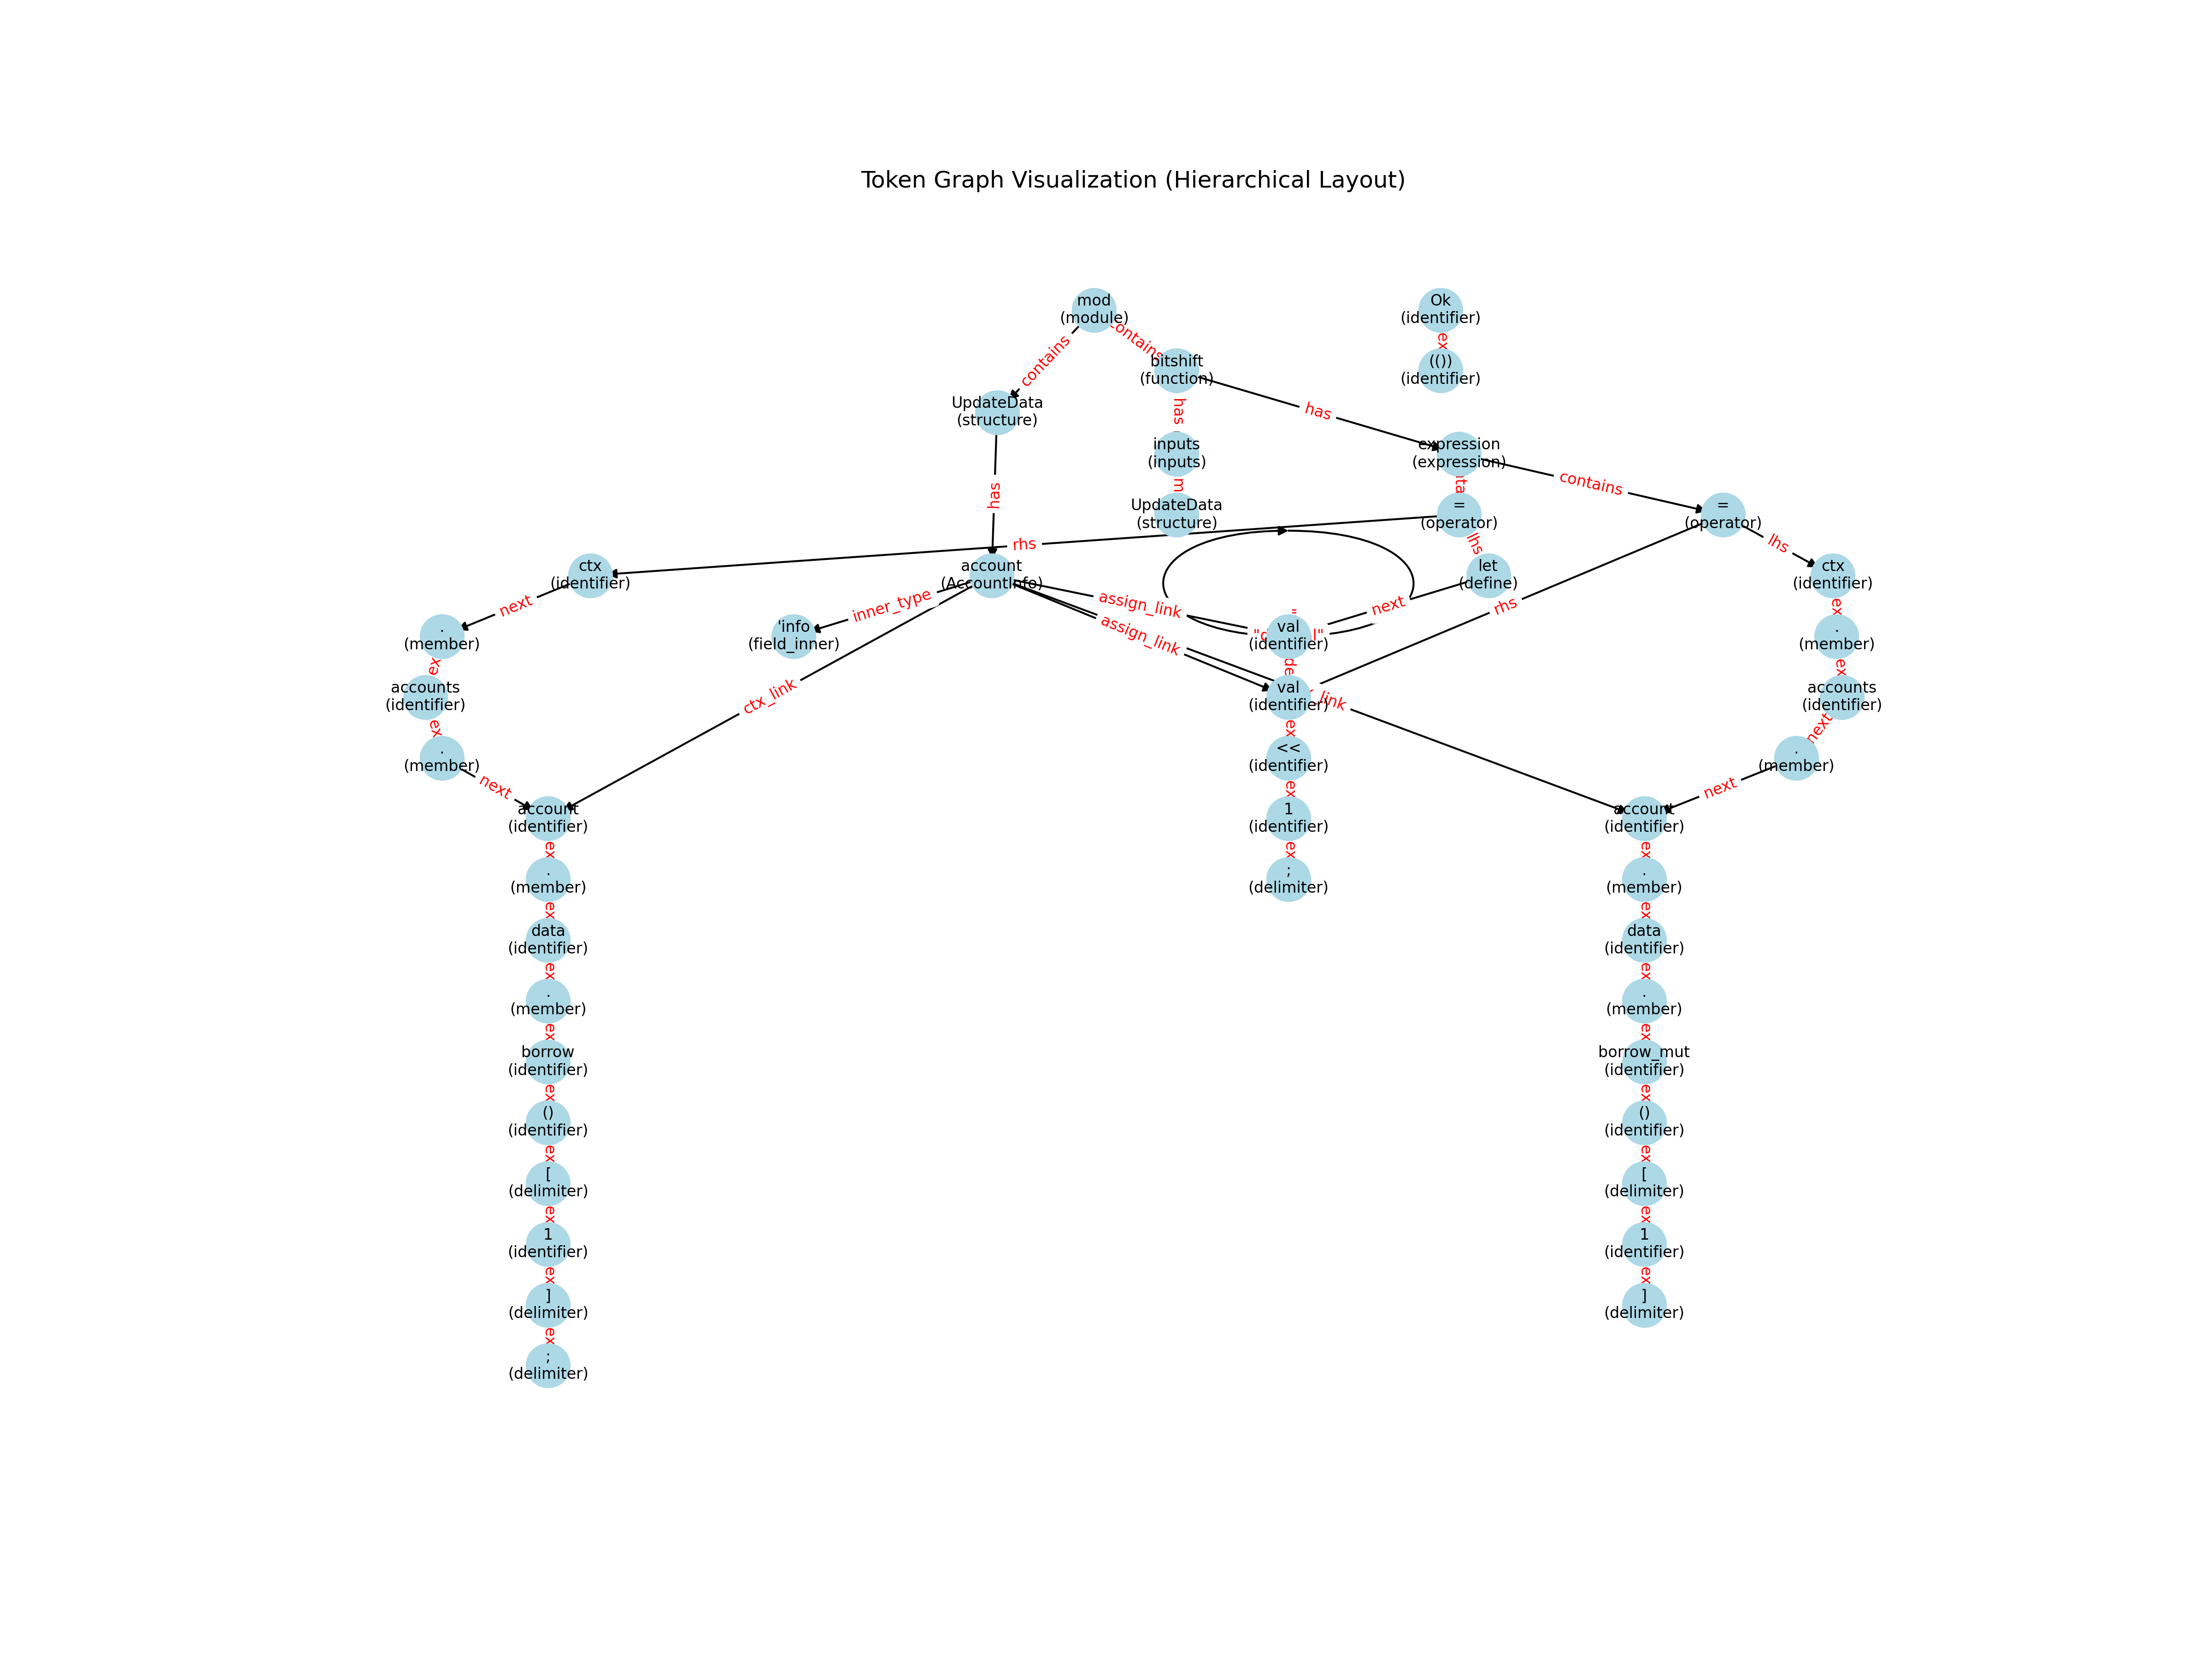 Token Graph Visualization (Hierarchical Layout)
mod
(module)
Ok
(identifier)
contains
contains
ex
bitshift
(function)
(())
(identifier)
UpdateData
(structure)
has
has
expression
(expression)
inputs
(inputs)
has
contains
UpdateData
(structure)
=
(operator)
=
(operator)
rhs
lhs
lhs
ctx
(identifier)
account
(AccountInfo)
let
(define)
ctx
(identifier)
next
inner_type
assign_link
next
rhs
ex
.
(member)
'info
(field_inner)
assign_link
val
(identifier)
.
(member)
ex
ctx_link
de
ex
accounts
(identifier)
val
(identifier)
_link
accounts
(identifier)
ex
ex
next
.
(member)
<<
(identifier)
.
(member)
next
ex
next
account
(identifier)
1
(identifier)
account
(identifier)
ex
ex
ex
.
(member)
;
(delimiter)
.
(member)
ex
ex
data
(identifier)
data
(identifier)
ex
ex
.
(member)
.
(member)
ex
ex
borrow
(identifier)
borrow_mut
(identifier)
ex
ex
()
(identifier)
()
(identifier)
ex
ex
[
(delimiter)
[
(delimiter)
ex
ex
1
(identifier)
1
(identifier)
ex
ex
]
(delimiter)
]
(delimiter)
ex
;
(delimiter)